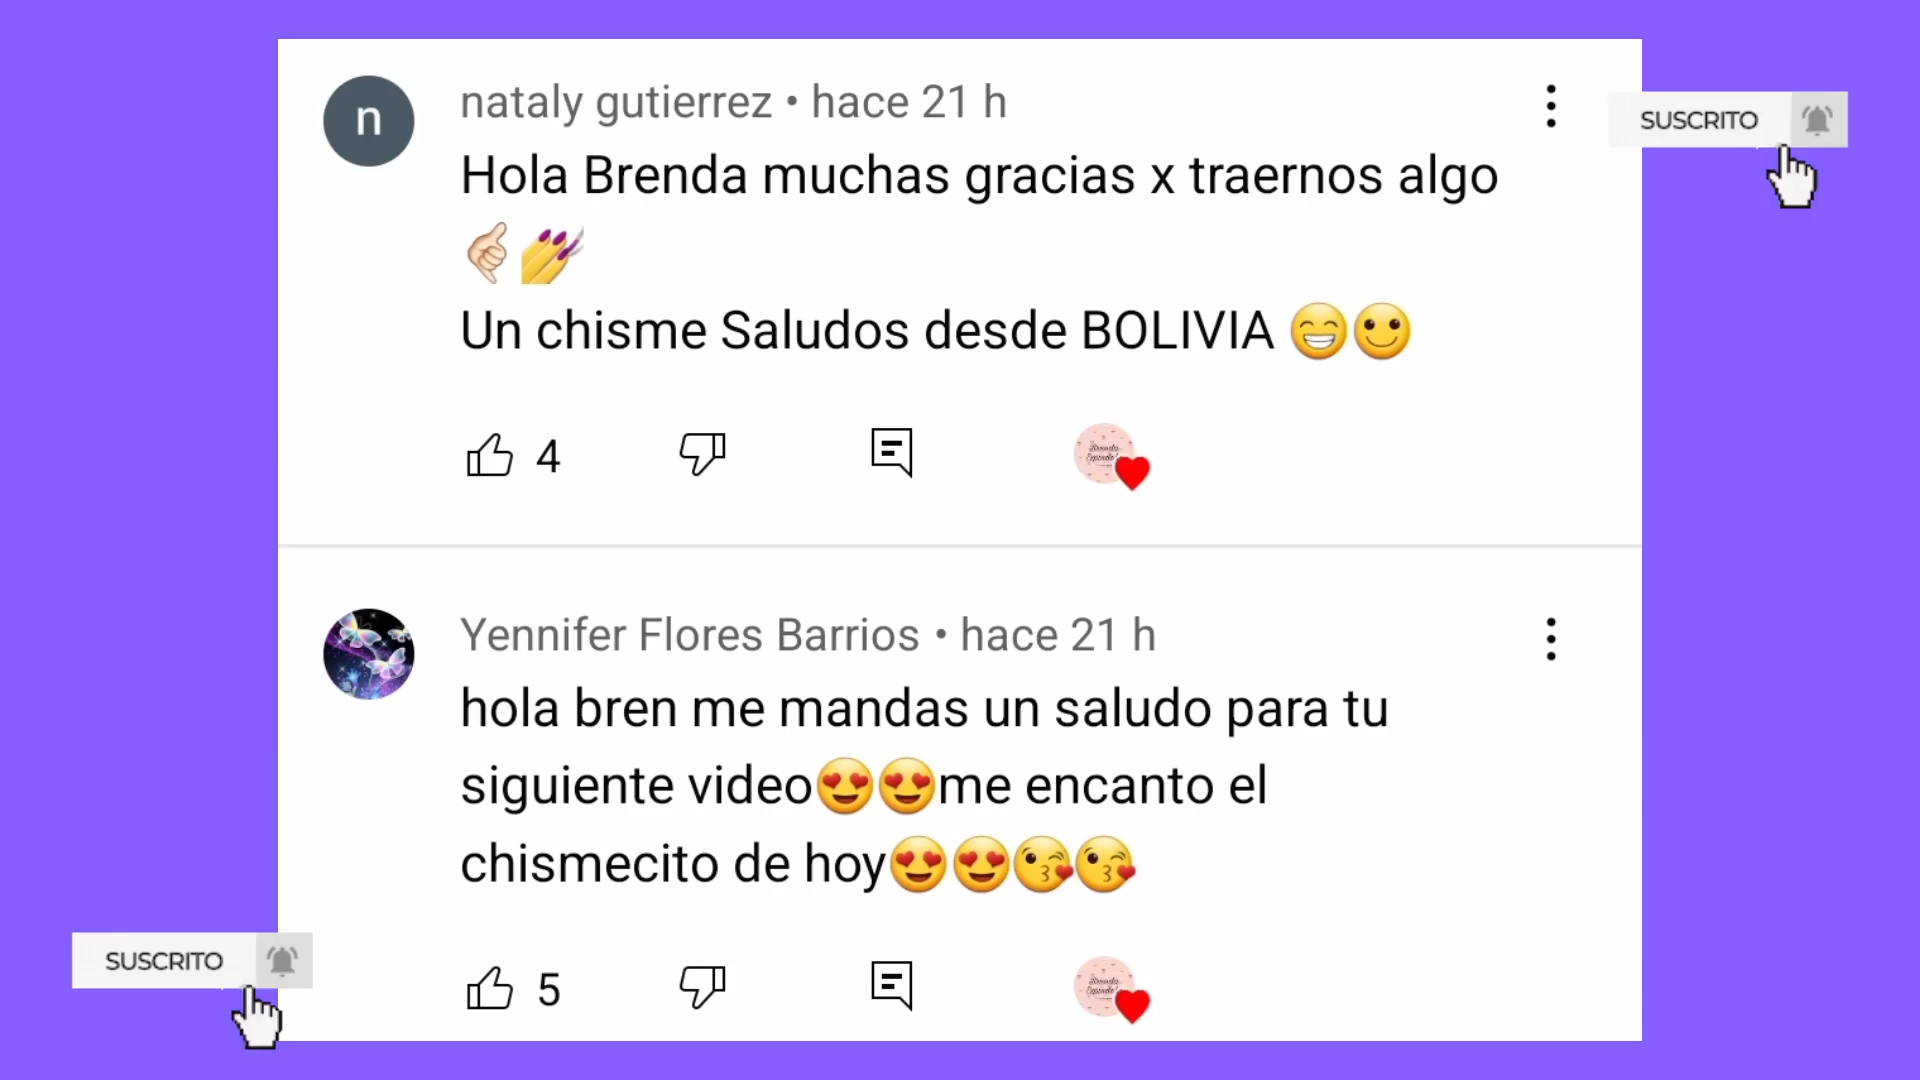 n
nataly gutierrez • hace 21 h
Hola Brenda muchas gracias x traernos algo
🤙🏻💅
Un chisme Saludos desde BOLIVIA 😁🙂
4
SUSCRITO
Yennifer Flores Barrios • hace 21 h
hola bren me mandas un saludo para tu
siguiente video😍😍me encanto el
chismecito de hoy😍😍😘😘
5
SUSCRITO